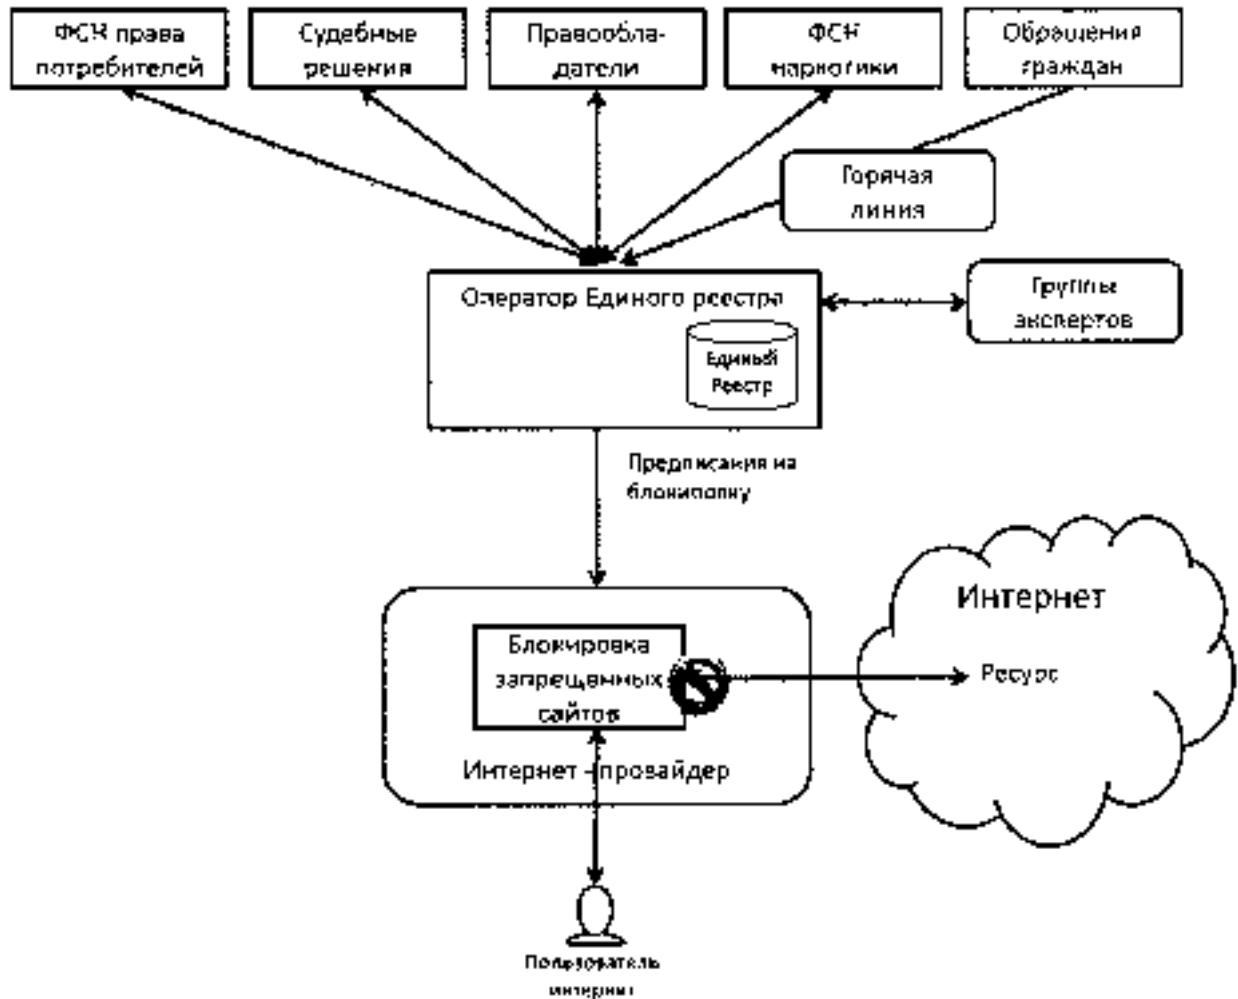 ФСН права
потребителей
Судебные
решения
Правообла-
датели
ФСН
наркотики
Обращения
граждан
Горячая
линия
Оператор Единого реестра
Группы
экспертов
Единый
Реестр
Предписания на
блокировку
Интернет
Блокировка
запрещенных
сайтов
Ресурс
Интернет - провайдер
Пользователь
интернет